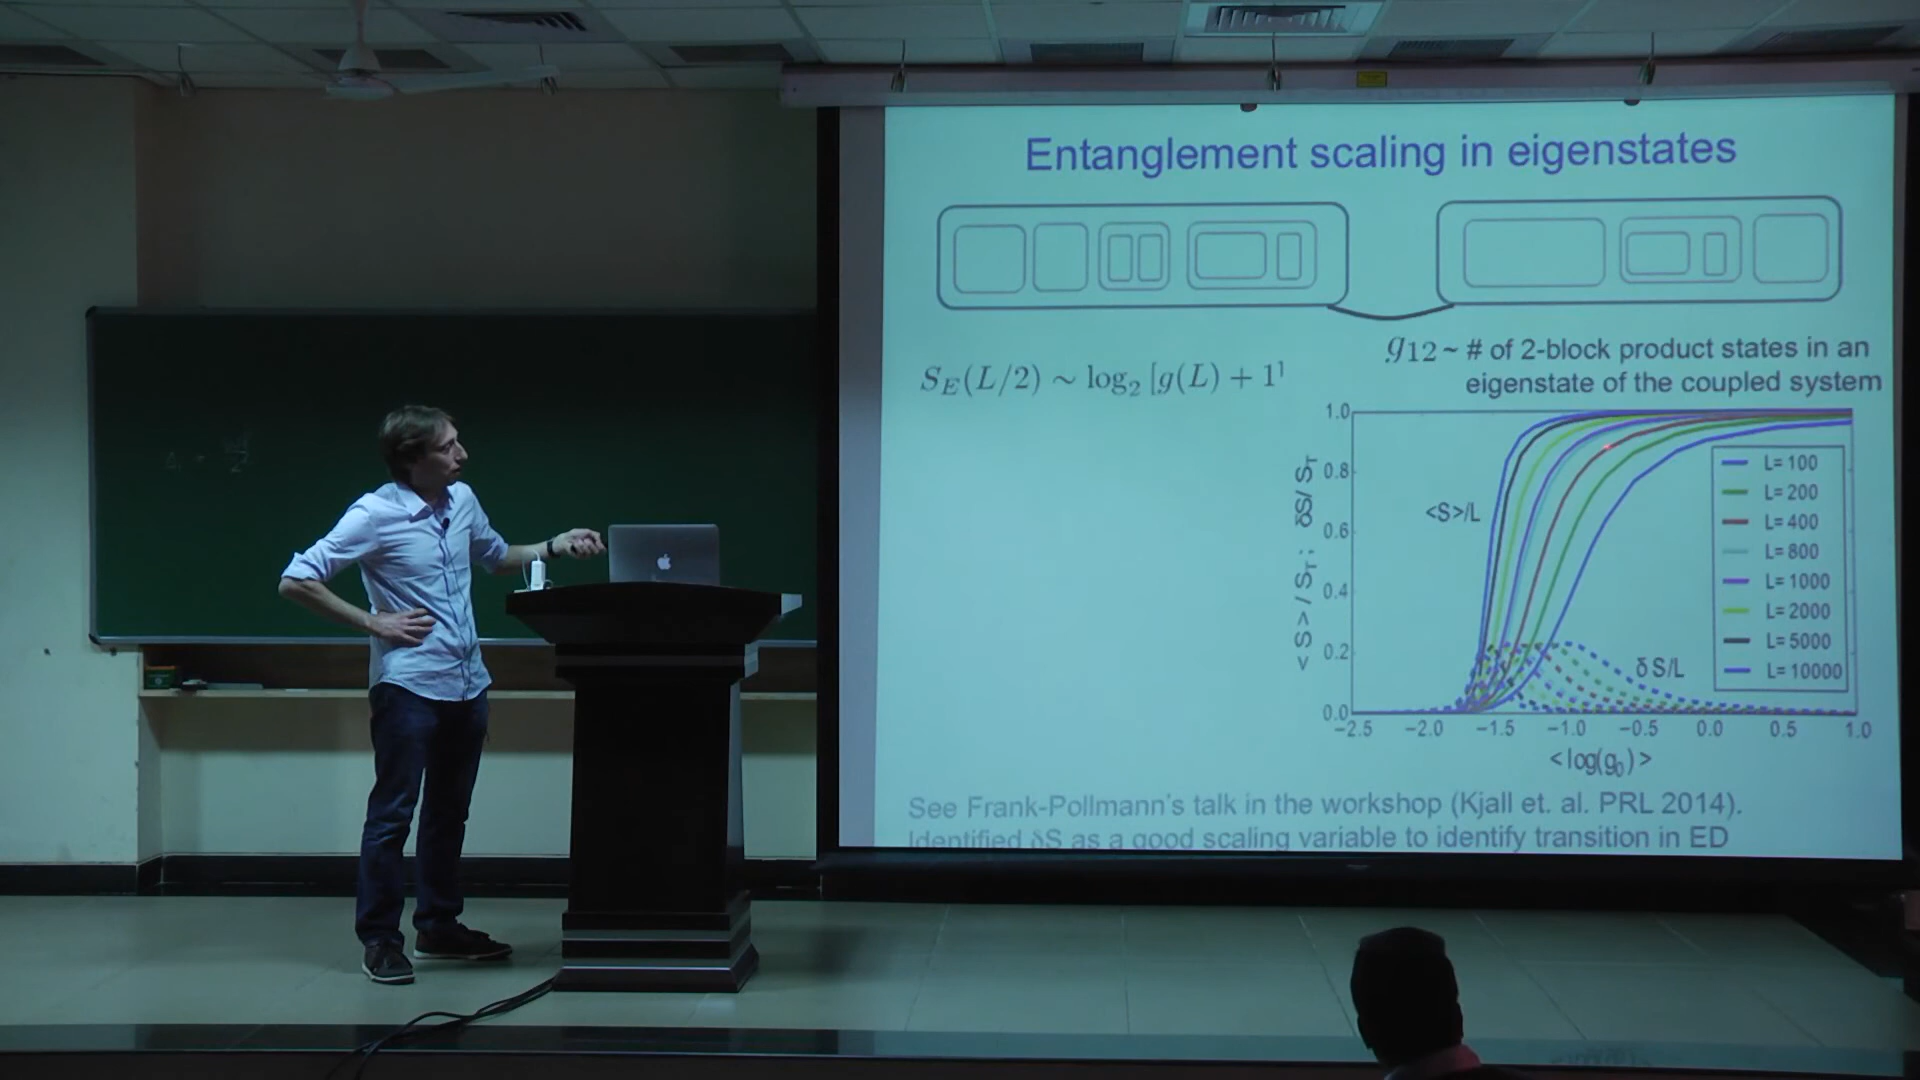 Entanglement scaling in eigenstates
g12 ~ # of 2-block product states in an
eigenstate of the coupled system
S_E(L/2) ~ log₂ [g(L) + 1]
1.0
0.8
0.6
0.4
0.2
0.0
<S> / S_T ; δS/ S_T
<S>/L
δ S/L
L= 100
L= 200
L= 400
L= 800
L= 1000
L= 2000
L= 5000
L= 10000
−2.5 −2.0 −1.5 −1.0 −0.5 0.0 0.5 1.0
<log(g₀)>
See Frank-Pollmann's talk in the workshop (Kjall et. al. PRL 2014).
Identified δS as a good scaling variable to identify transition in ED